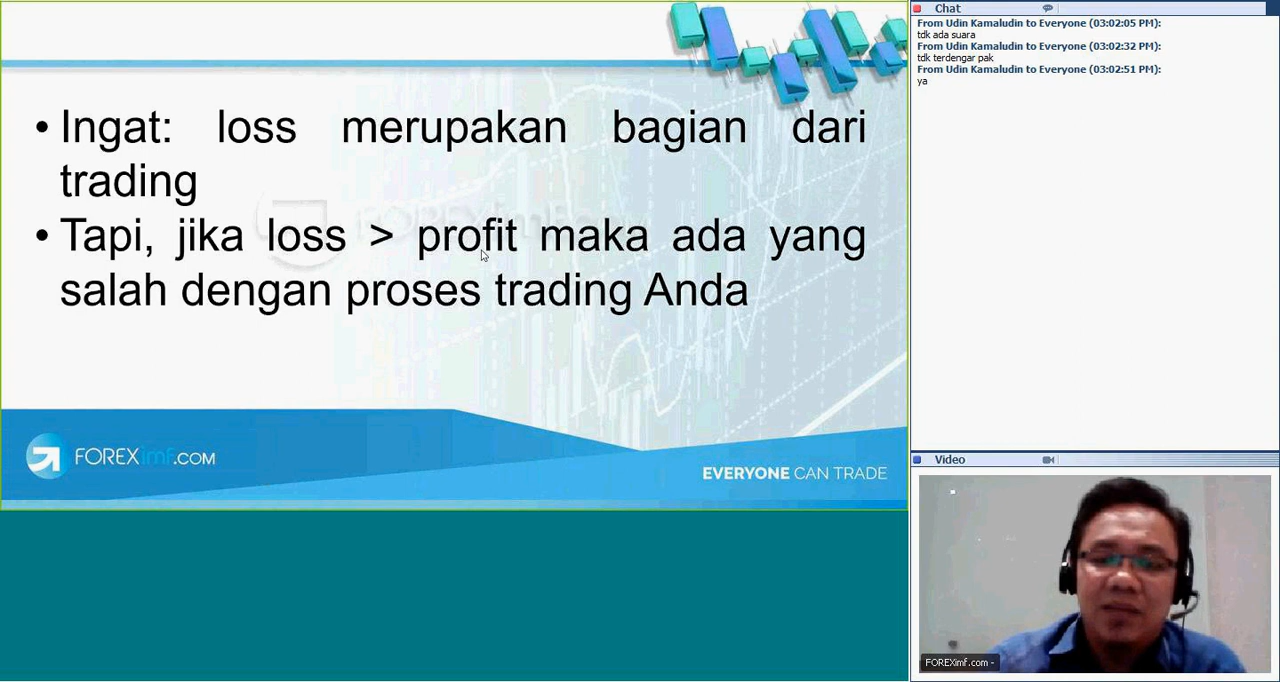 • Ingat: loss merupakan bagian dari
trading
• Tapi, jika loss > profit maka ada yang
salah dengan proses trading Anda
FOREXimf.COM
EVERYONE CAN TRADE
Chat
From Udin Kamaludin to Everyone (03:02:05 PM):
tdk ada suara
From Udin Kamaludin to Everyone (03:02:32 PM):
tdk terdengar pak
From Udin Kamaludin to Everyone (03:02:51 PM):
ya
Video
FOREXimf.com -